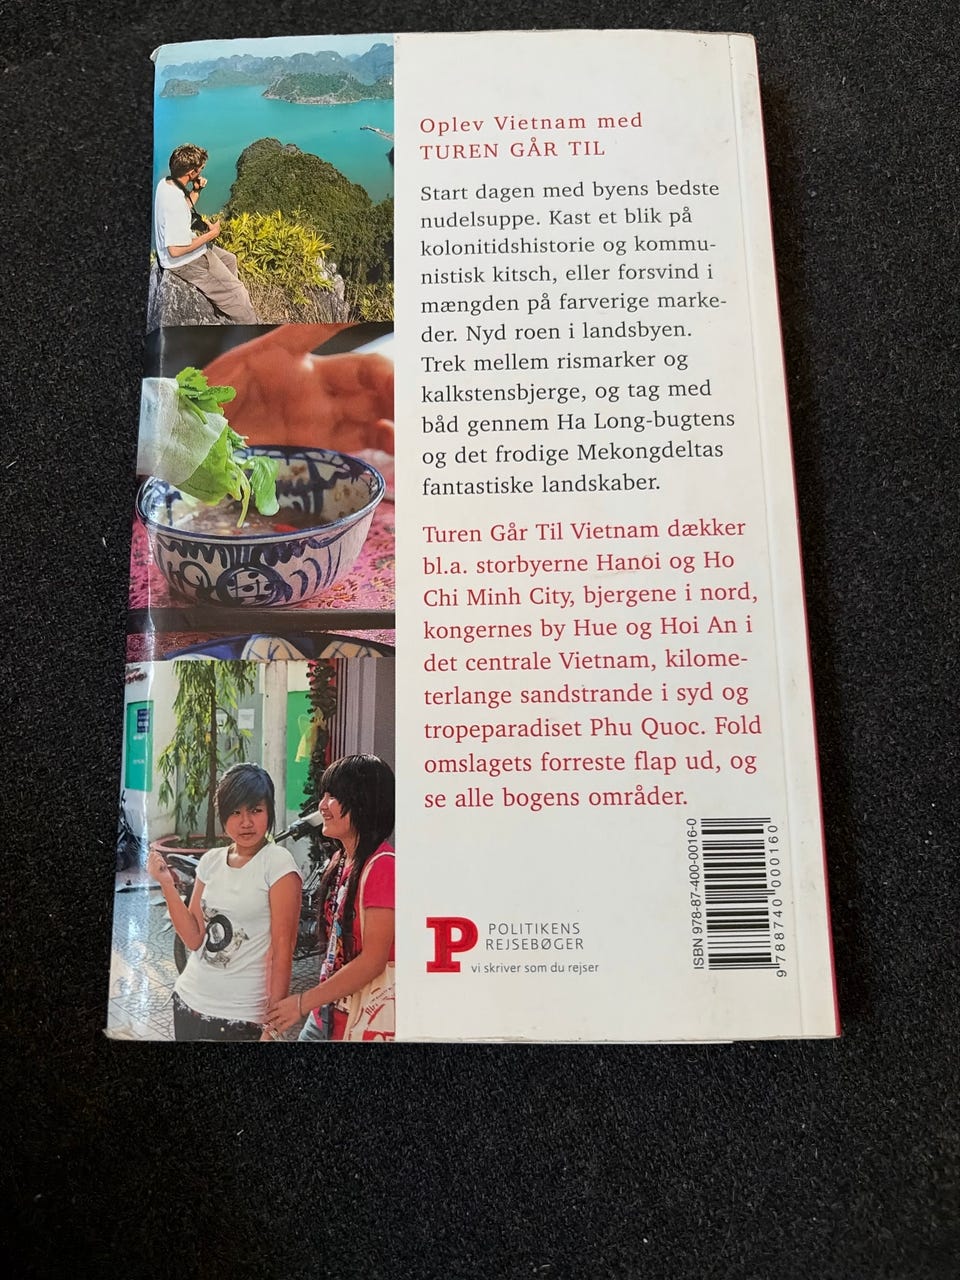 Oplev Vietnam med
TUREN GÅR TIL
Start dagen med byens bedste
nudelsuppe. Kast et blik på
kolonitidshistorie og kommu-
nistisk kitsch, eller forsvind i
mængden på farverige marke-
der. Nyd roen i landsbyen.
Trek mellem rismarker og
kalkstensbjerge, og tag med
båd gennem Ha Long-bugtens
og det frodige Mekongdeltas
fantastiske landskaber.
Turen Går Til Vietnam dækker
bl.a. storbyerne Hanoi og Ho
Chi Minh City, bjergene i nord,
kongernes by Hue og Hoi An i
det centrale Vietnam, kilome-
terlange sandstrande i syd og
tropeparadiset Phu Quoc. Fold
omslagets forreste flap ud, og
se alle bogens områder.
P
POLITIKENS
REJSEBØGER
vi skriver som du rejser
ISBN 978-87-400-0016-0
9 788740 000160